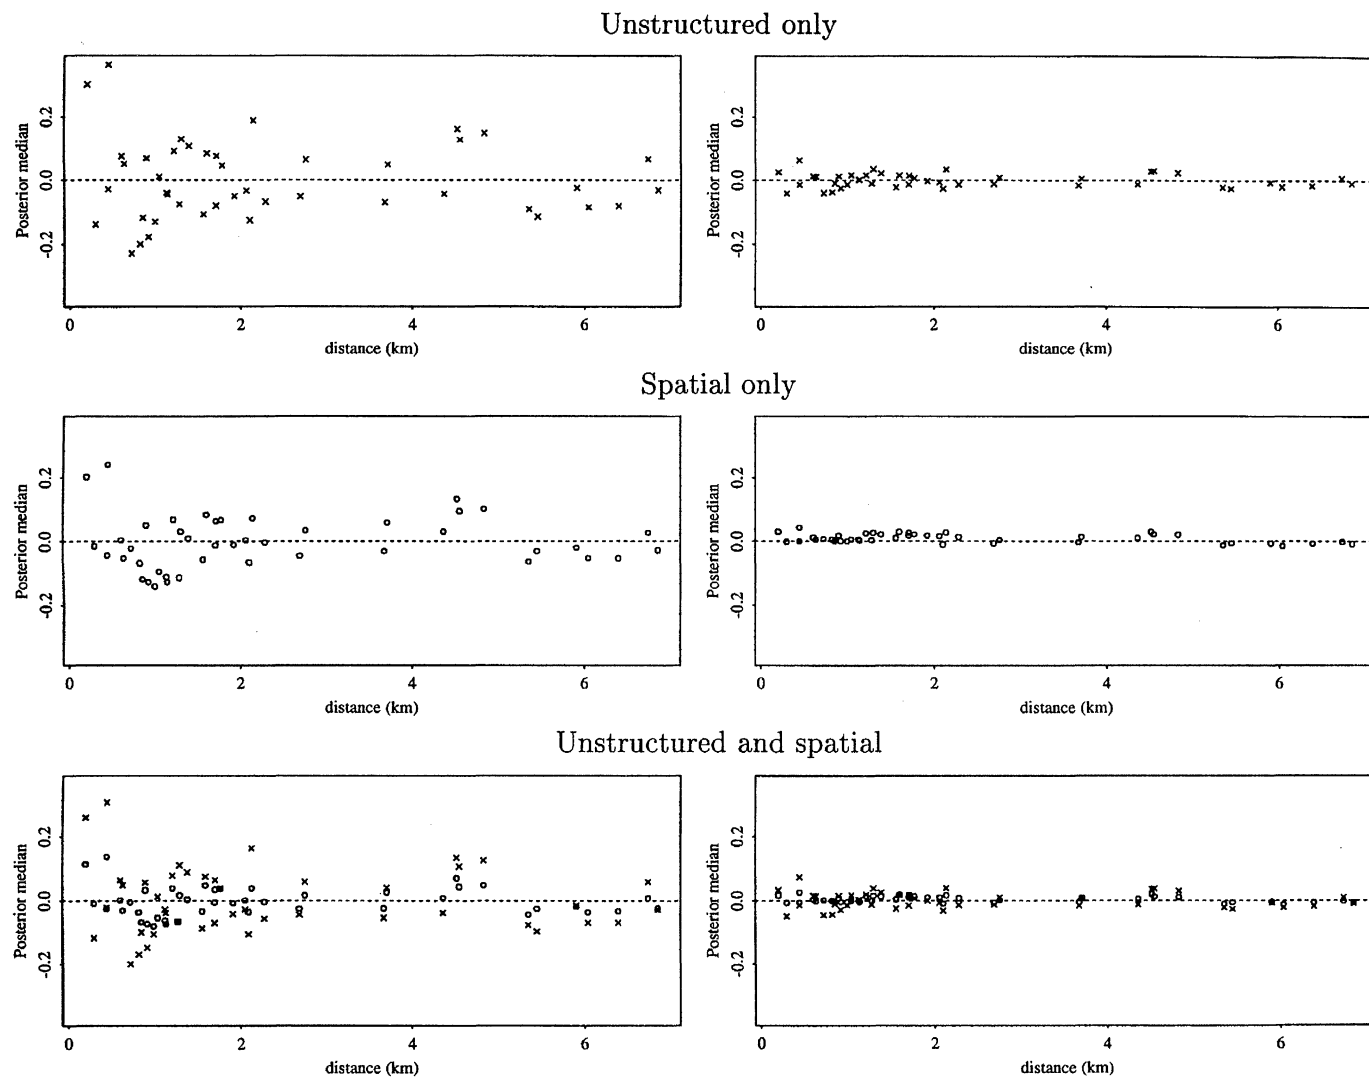 Unstructured only
Posterior median
0.2
0.0
-0.2
0 2 4 6
distance (km)
Posterior median
0.2
0.0
-0.2
0 2 4 6
distance (km)
Spatial only
Posterior median
0.2
0.0
-0.2
0 2 4 6
distance (km)
Posterior median
0.2
0.0
-0.2
0 2 4 6
distance (km)
Unstructured and spatial
Posterior median
0.2
0.0
-0.2
0 2 4 6
distance (km)
Posterior median
0.2
0.0
-0.2
0 2 4 6
distance (km)